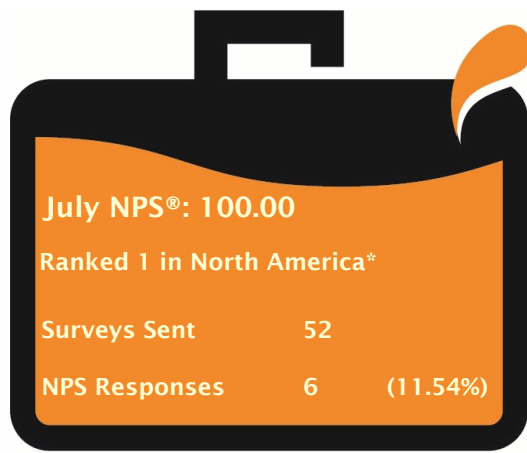 July NPS®: 100.00
Ranked 1 in North America*
Surveys Sent 52
NPS Responses 6 (11.54%)